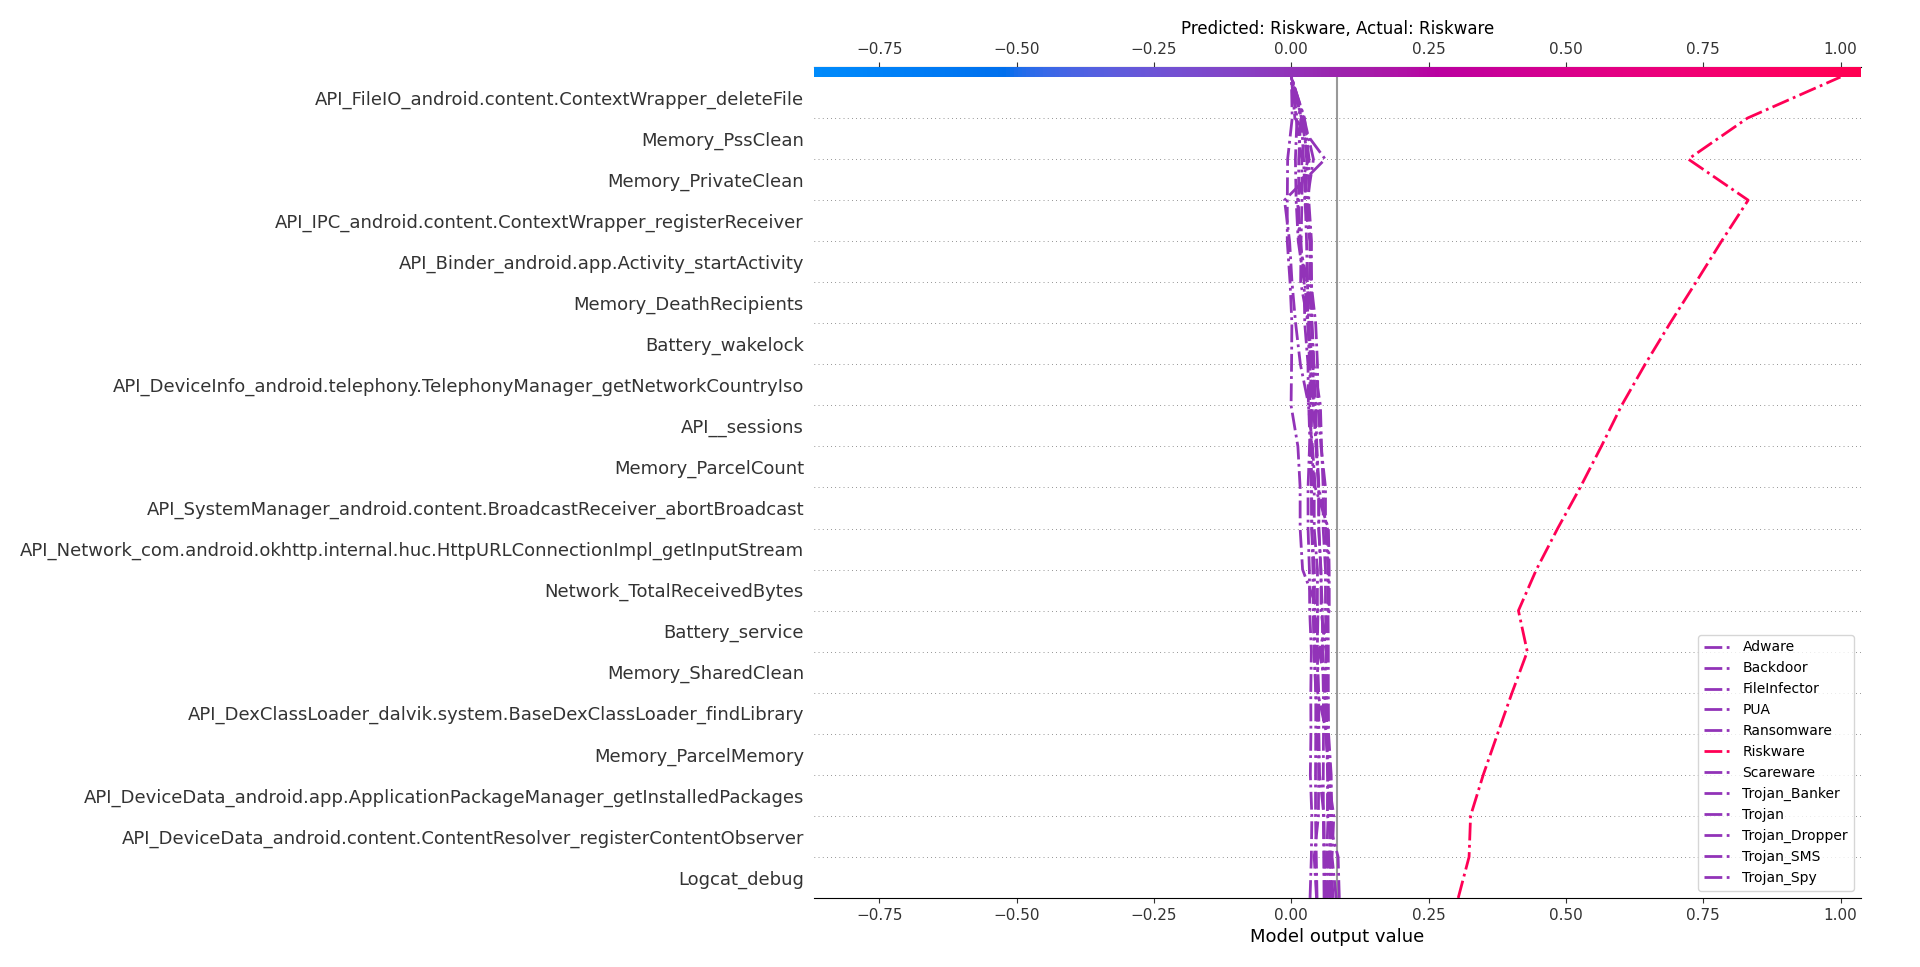 Predicted: Riskware, Actual: Riskware
−0.75 −0.50 −0.25 0.00 0.25 0.50 0.75 1.00
API_FileIO_android.content.ContextWrapper_deleteFile
Memory_PssClean
Memory_PrivateClean
API_IPC_android.content.ContextWrapper_registerReceiver
API_Binder_android.app.Activity_startActivity
Memory_DeathRecipients
Battery_wakelock
API_DeviceInfo_android.telephony.TelephonyManager_getNetworkCountryIso
API__sessions
Memory_ParcelCount
API_SystemManager_android.content.BroadcastReceiver_abortBroadcast
API_Network_com.android.okhttp.internal.huc.HttpURLConnectionImpl_getInputStream
Network_TotalReceivedBytes
Battery_service
Memory_SharedClean
API_DexClassLoader_dalvik.system.BaseDexClassLoader_findLibrary
Memory_ParcelMemory
API_DeviceData_android.app.ApplicationPackageManager_getInstalledPackages
API_DeviceData_android.content.ContentResolver_registerContentObserver
Logcat_debug
Adware
Backdoor
FileInfector
PUA
Ransomware
Riskware
Scareware
Trojan_Banker
Trojan
Trojan_Dropper
Trojan_SMS
Trojan_Spy
−0.75 −0.50 −0.25 0.00 0.25 0.50 0.75 1.00
Model output value